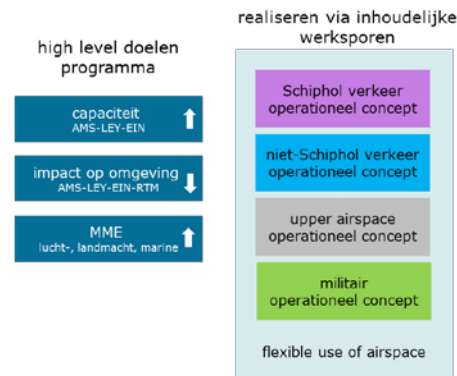 high level doelen
programma
capaciteit
AMS-LEY-EIN
impact op omgeving
AMS-LEY-EIN-RTM
MME
lucht-, landmacht, marine
realiseren via inhoudelijke
werksporen
Schiphol verkeer
operationeel concept
niet-Schiphol verkeer
operationeel concept
upper airspace
operationeel concept
militair
operationeel concept
flexible use of airspace